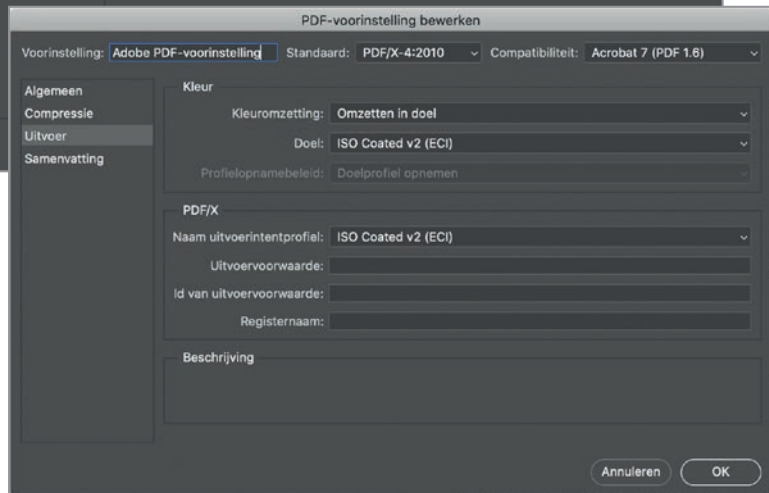 PDF-voorinstelling bewerken
Voorinstelling: Adobe PDF-voorinstelling Standaard: PDF/X-4:2010 Compatibiliteit: Acrobat 7 (PDF 1.6)
Algemeen
Compressie
Uitvoer
Samenvatting
Kleur
Kleuromzetting: Omzetten in doel
Doel: ISO Coated v2 (ECI)
Profielopnamebeleid: Doelprofiel opnemen
PDF/X
Naam uitvoerintentprofiel: ISO Coated v2 (ECI)
Uitvoervoorwaarde:
Id van uitvoervoorwaarde:
Registernaam:
Beschrijving
Annuleren OK